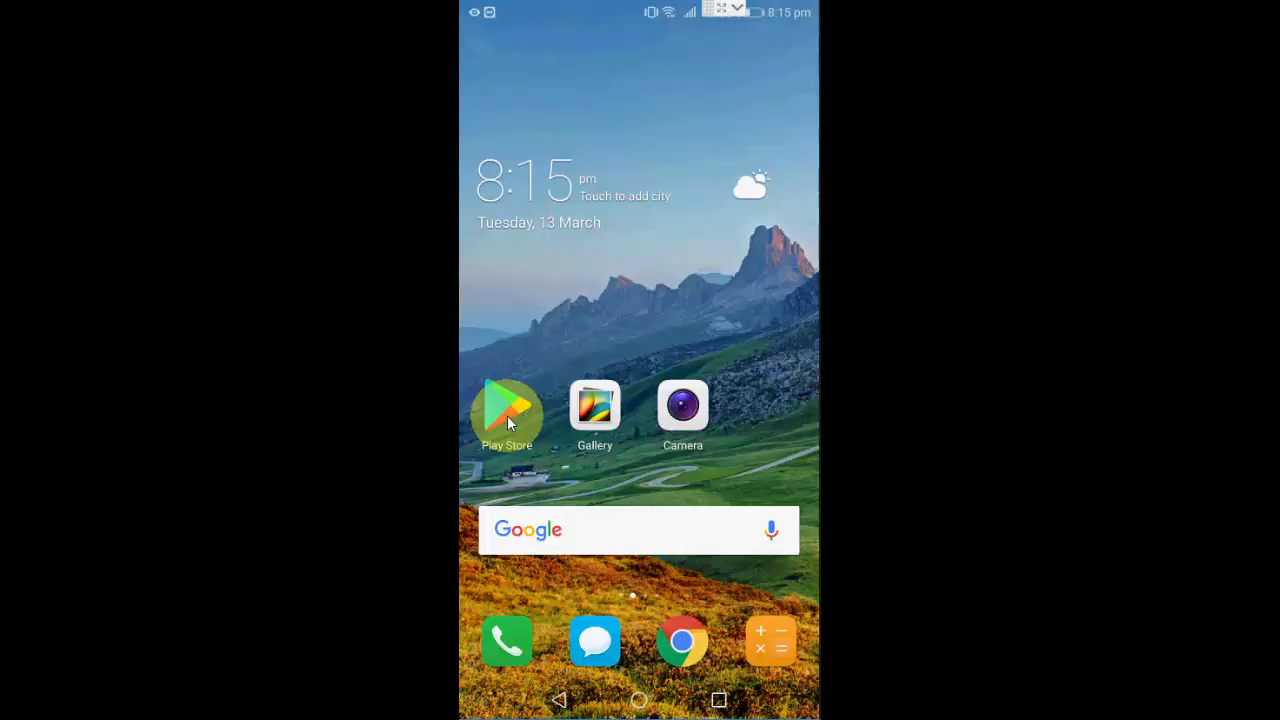 8:15 pm
8:15 pm
Touch to add city
Tuesday, 13 March
Play Store
Gallery
Camera
Google